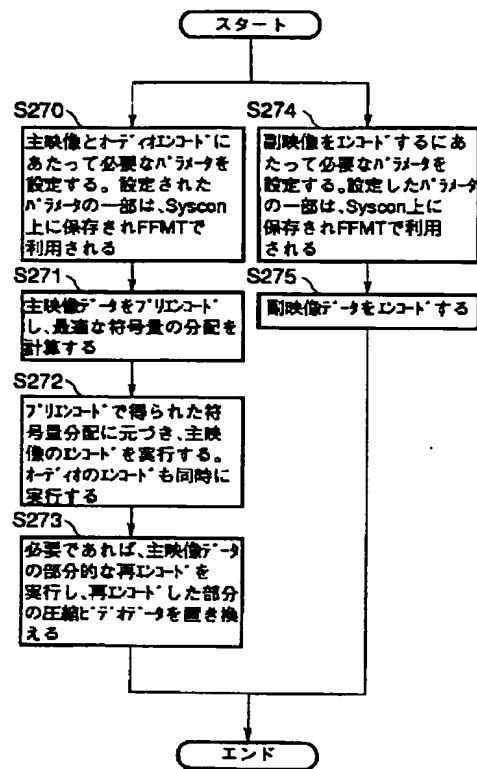 スタート
S270
主映像とオーディオエンコードに
あたって必要なパラメータを
設定する。設定された
パラメータの一部は、Syscon
上に保存されFFMTで
利用される
S271
主映像データをプリエンコード
し、最適な符号量の分配を
計算する
S272
プリエンコードで得られた符
号量分配に元づき、主映
像のエンコードを実行する。
オーディオのエンコードも同時に
実行する
S273
必要であれば、主映像データ
の部分的な再エンコードを
実行し、再エンコードした部分
の圧縮ビデオデータを置き換
える
S274
副映像をエンコードするにあ
たって必要なパラメータを
設定する。設定したパラメータ
の一部は、Syscon上に
保存されFFMTで利用
される
S275
副映像データをエンコードする
エンド